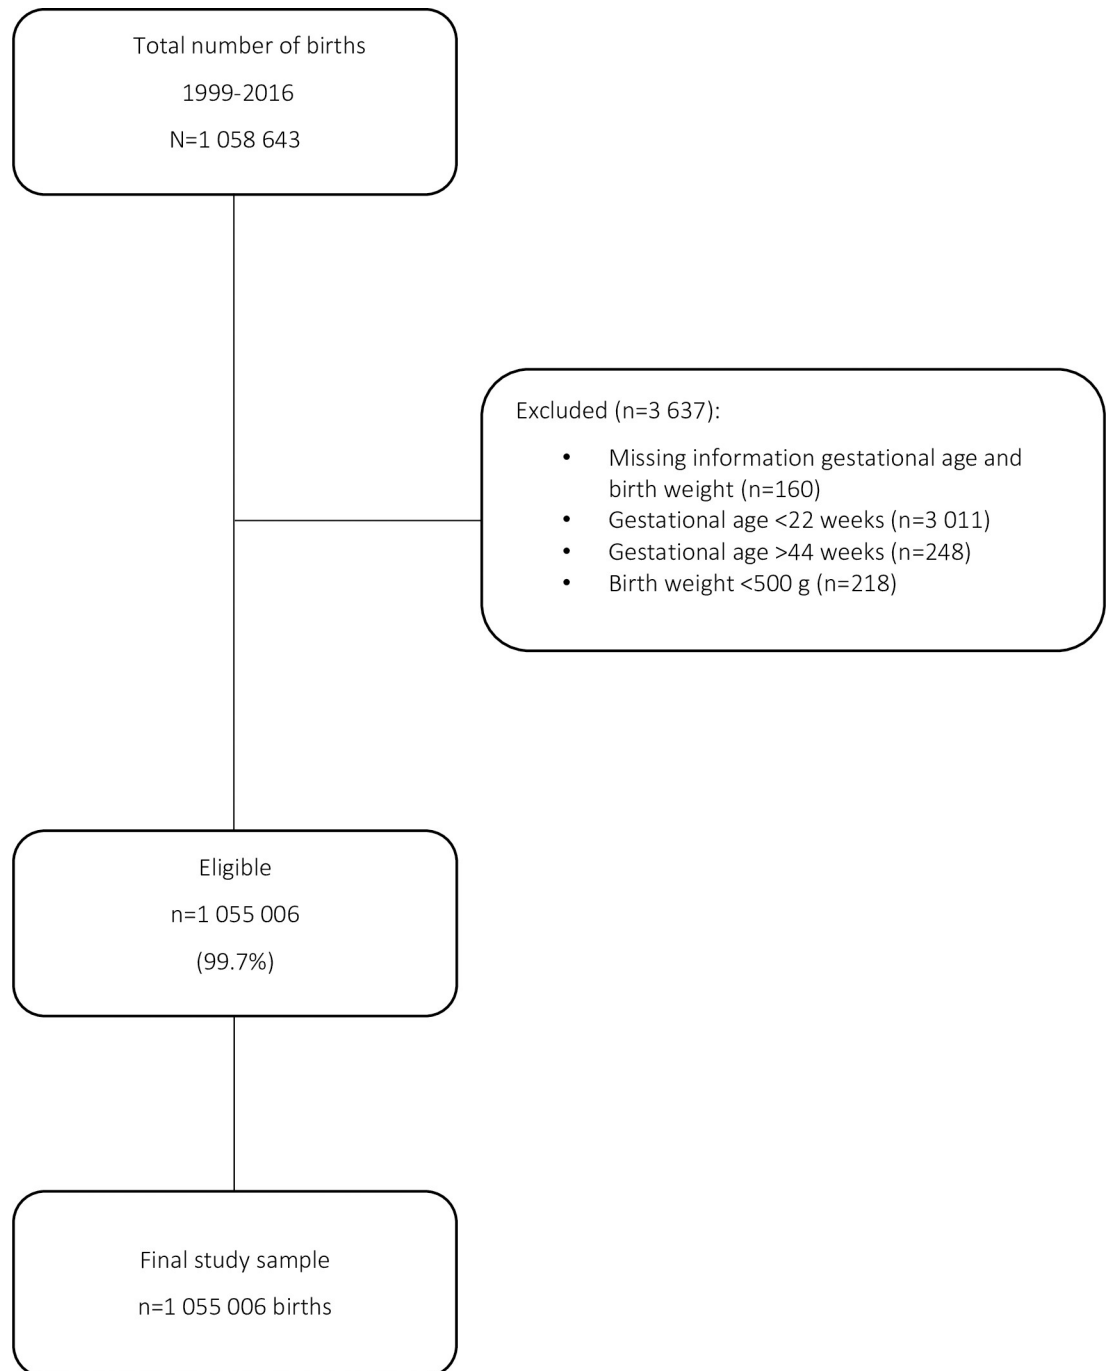 Total number of births
1999-2016
N=1 058 643
Excluded (n=3 637):
• Missing information gestational age and
birth weight (n=160)
• Gestational age <22 weeks (n=3 011)
• Gestational age >44 weeks (n=248)
• Birth weight <500 g (n=218)
Eligible
n=1 055 006
(99.7%)
Final study sample
n=1 055 006 births